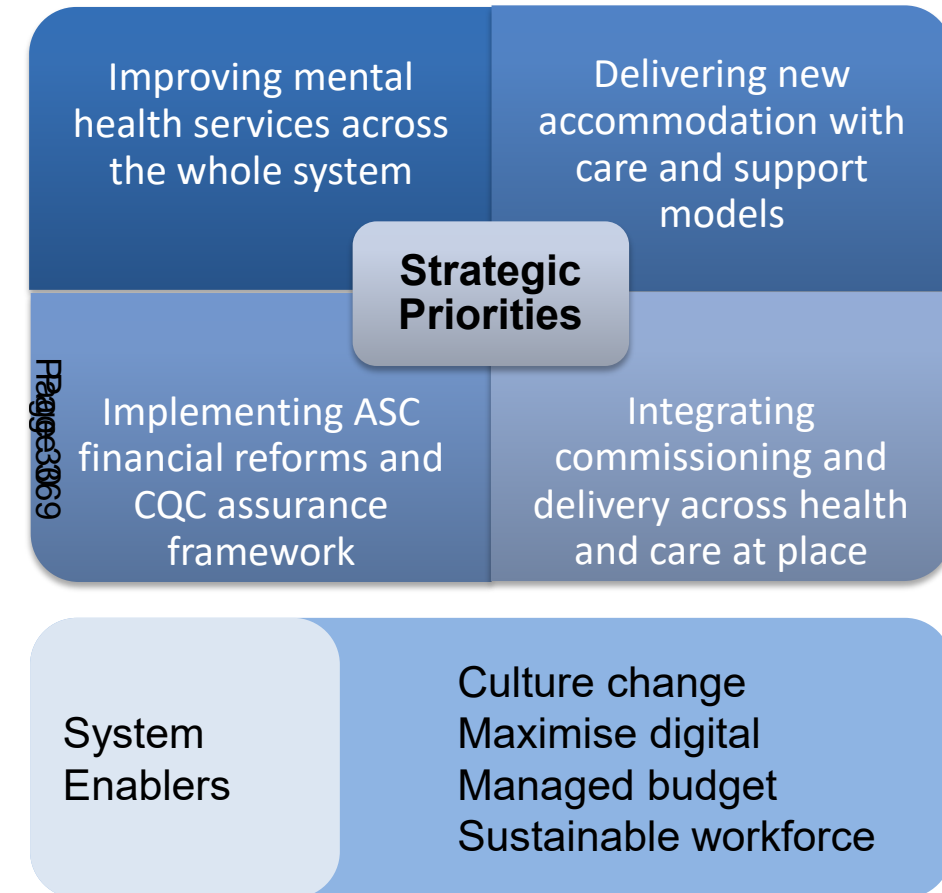 Improving mental
health services across
the whole system
Delivering new
accommodation with
care and support
models
Strategic
Priorities
Implementing ASC
financial reforms and
CQC assurance
framework
Integrating
commissioning and
delivery across health
and care at place
System
Enablers
Culture change
Maximise digital
Managed budget
Sustainable workforce